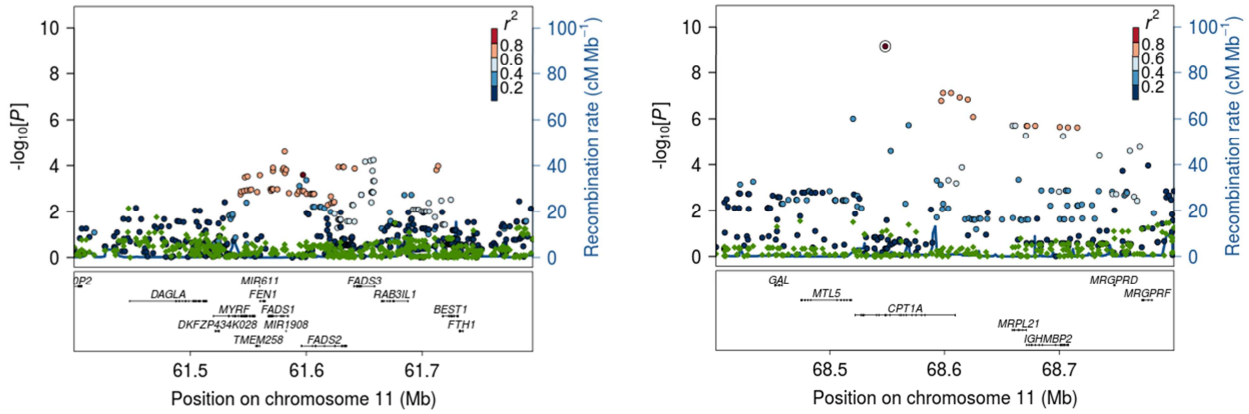 10
8
6
4
2
0
-log10[P]
r2
0.8
0.6
0.4
0.2
100
80
60
40
20
0
Recombination rate (cM Mb−1)
MIR611
FADS3
DAGLA
FEN1
RAB3IL1
MYRF
FADS1
BEST1
DKFZP434K028
MIR1908
FTH1
TMEM258
FADS2
61.5
61.6
61.7
Position on chromosome 11 (Mb)
10
8
6
4
2
0
-log10[P]
r2
0.8
0.6
0.4
0.2
100
80
60
40
20
0
Recombination rate (cM Mb−1)
GAL
MRGPRD
MTL5
MRGPRF
CPT1A
MRPL21
IGHMBP2
68.5
68.6
68.7
Position on chromosome 11 (Mb)